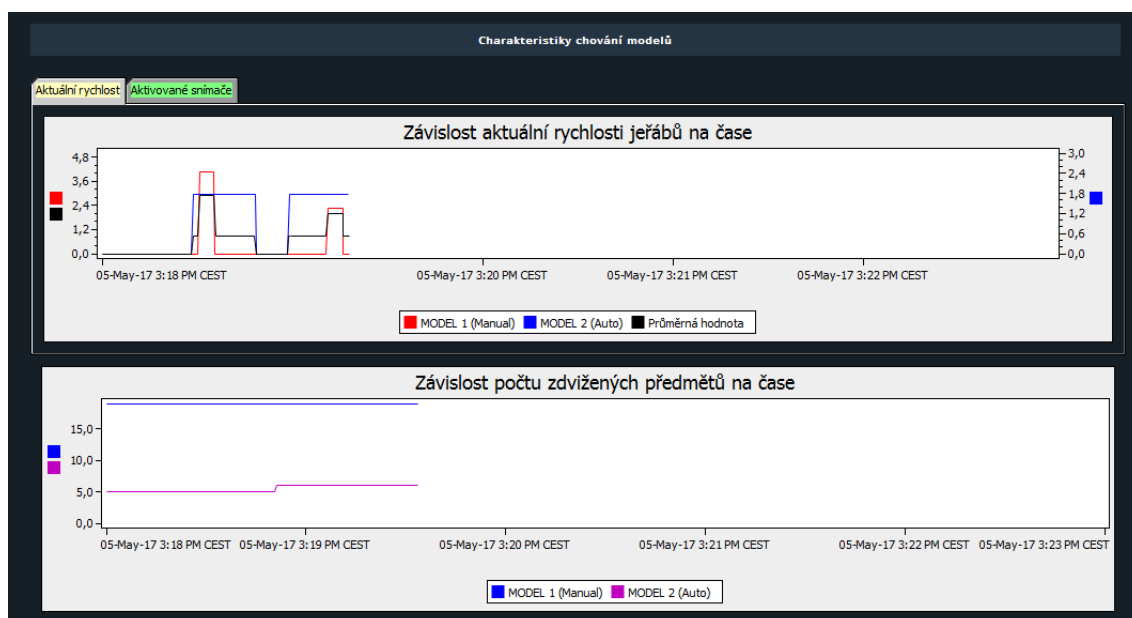 Charakteristiky chování modelů
Aktuální rychlost Aktivované snímače
Závislost aktuální rychlosti jeřábů na čase
4,8
3,6
2,4
1,2
0,0
3,0
2,4
1,8
1,2
0,6
0,0
05-May-17 3:18 PM CEST 05-May-17 3:20 PM CEST 05-May-17 3:21 PM CEST 05-May-17 3:22 PM CEST
MODEL 1 (Manual) MODEL 2 (Auto) Průměrná hodnota
Závislost počtu zdvižených předmětů na čase
15,0
10,0
5,0
0,0
05-May-17 3:18 PM CEST 05-May-17 3:19 PM CEST 05-May-17 3:20 PM CEST 05-May-17 3:21 PM CEST 05-May-17 3:22 PM CEST 05-May-17 3:23 PM CEST
MODEL 1 (Manual) MODEL 2 (Auto)